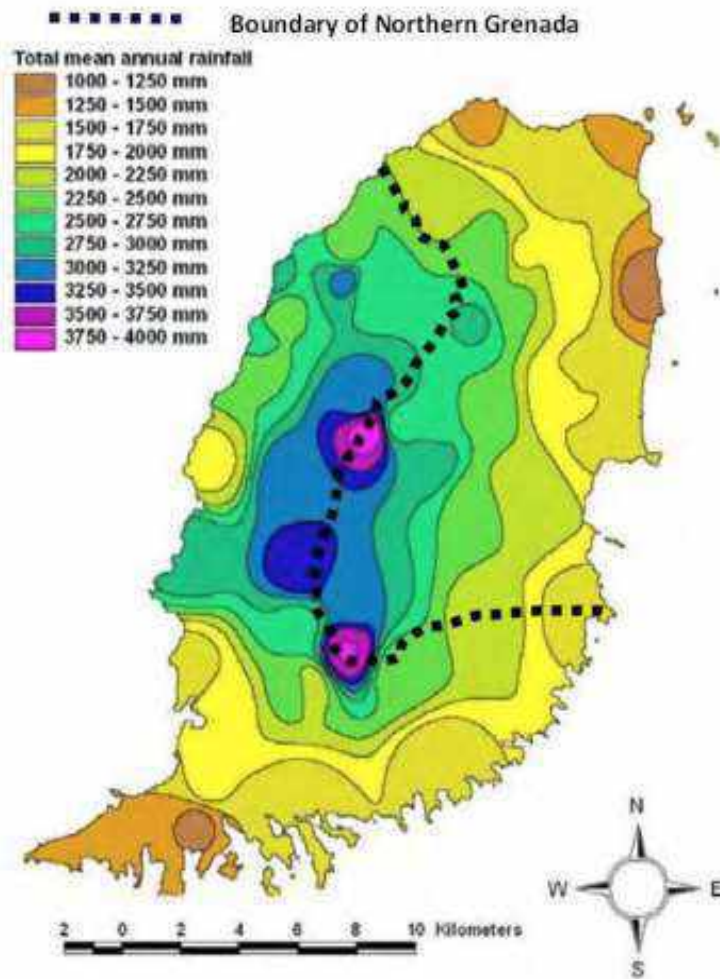 Boundary of Northern Grenada
Total mean annual rainfall
1000 - 1250 mm
1250 - 1500 mm
1500 - 1750 mm
1750 - 2000 mm
2000 - 2250 mm
2250 - 2500 mm
2500 - 2750 mm
2750 - 3000 mm
3000 - 3250 mm
3250 - 3500 mm
3500 - 3750 mm
3750 - 4000 mm
N
W E
S
2 0 2 4 6 8 10 Kilometers